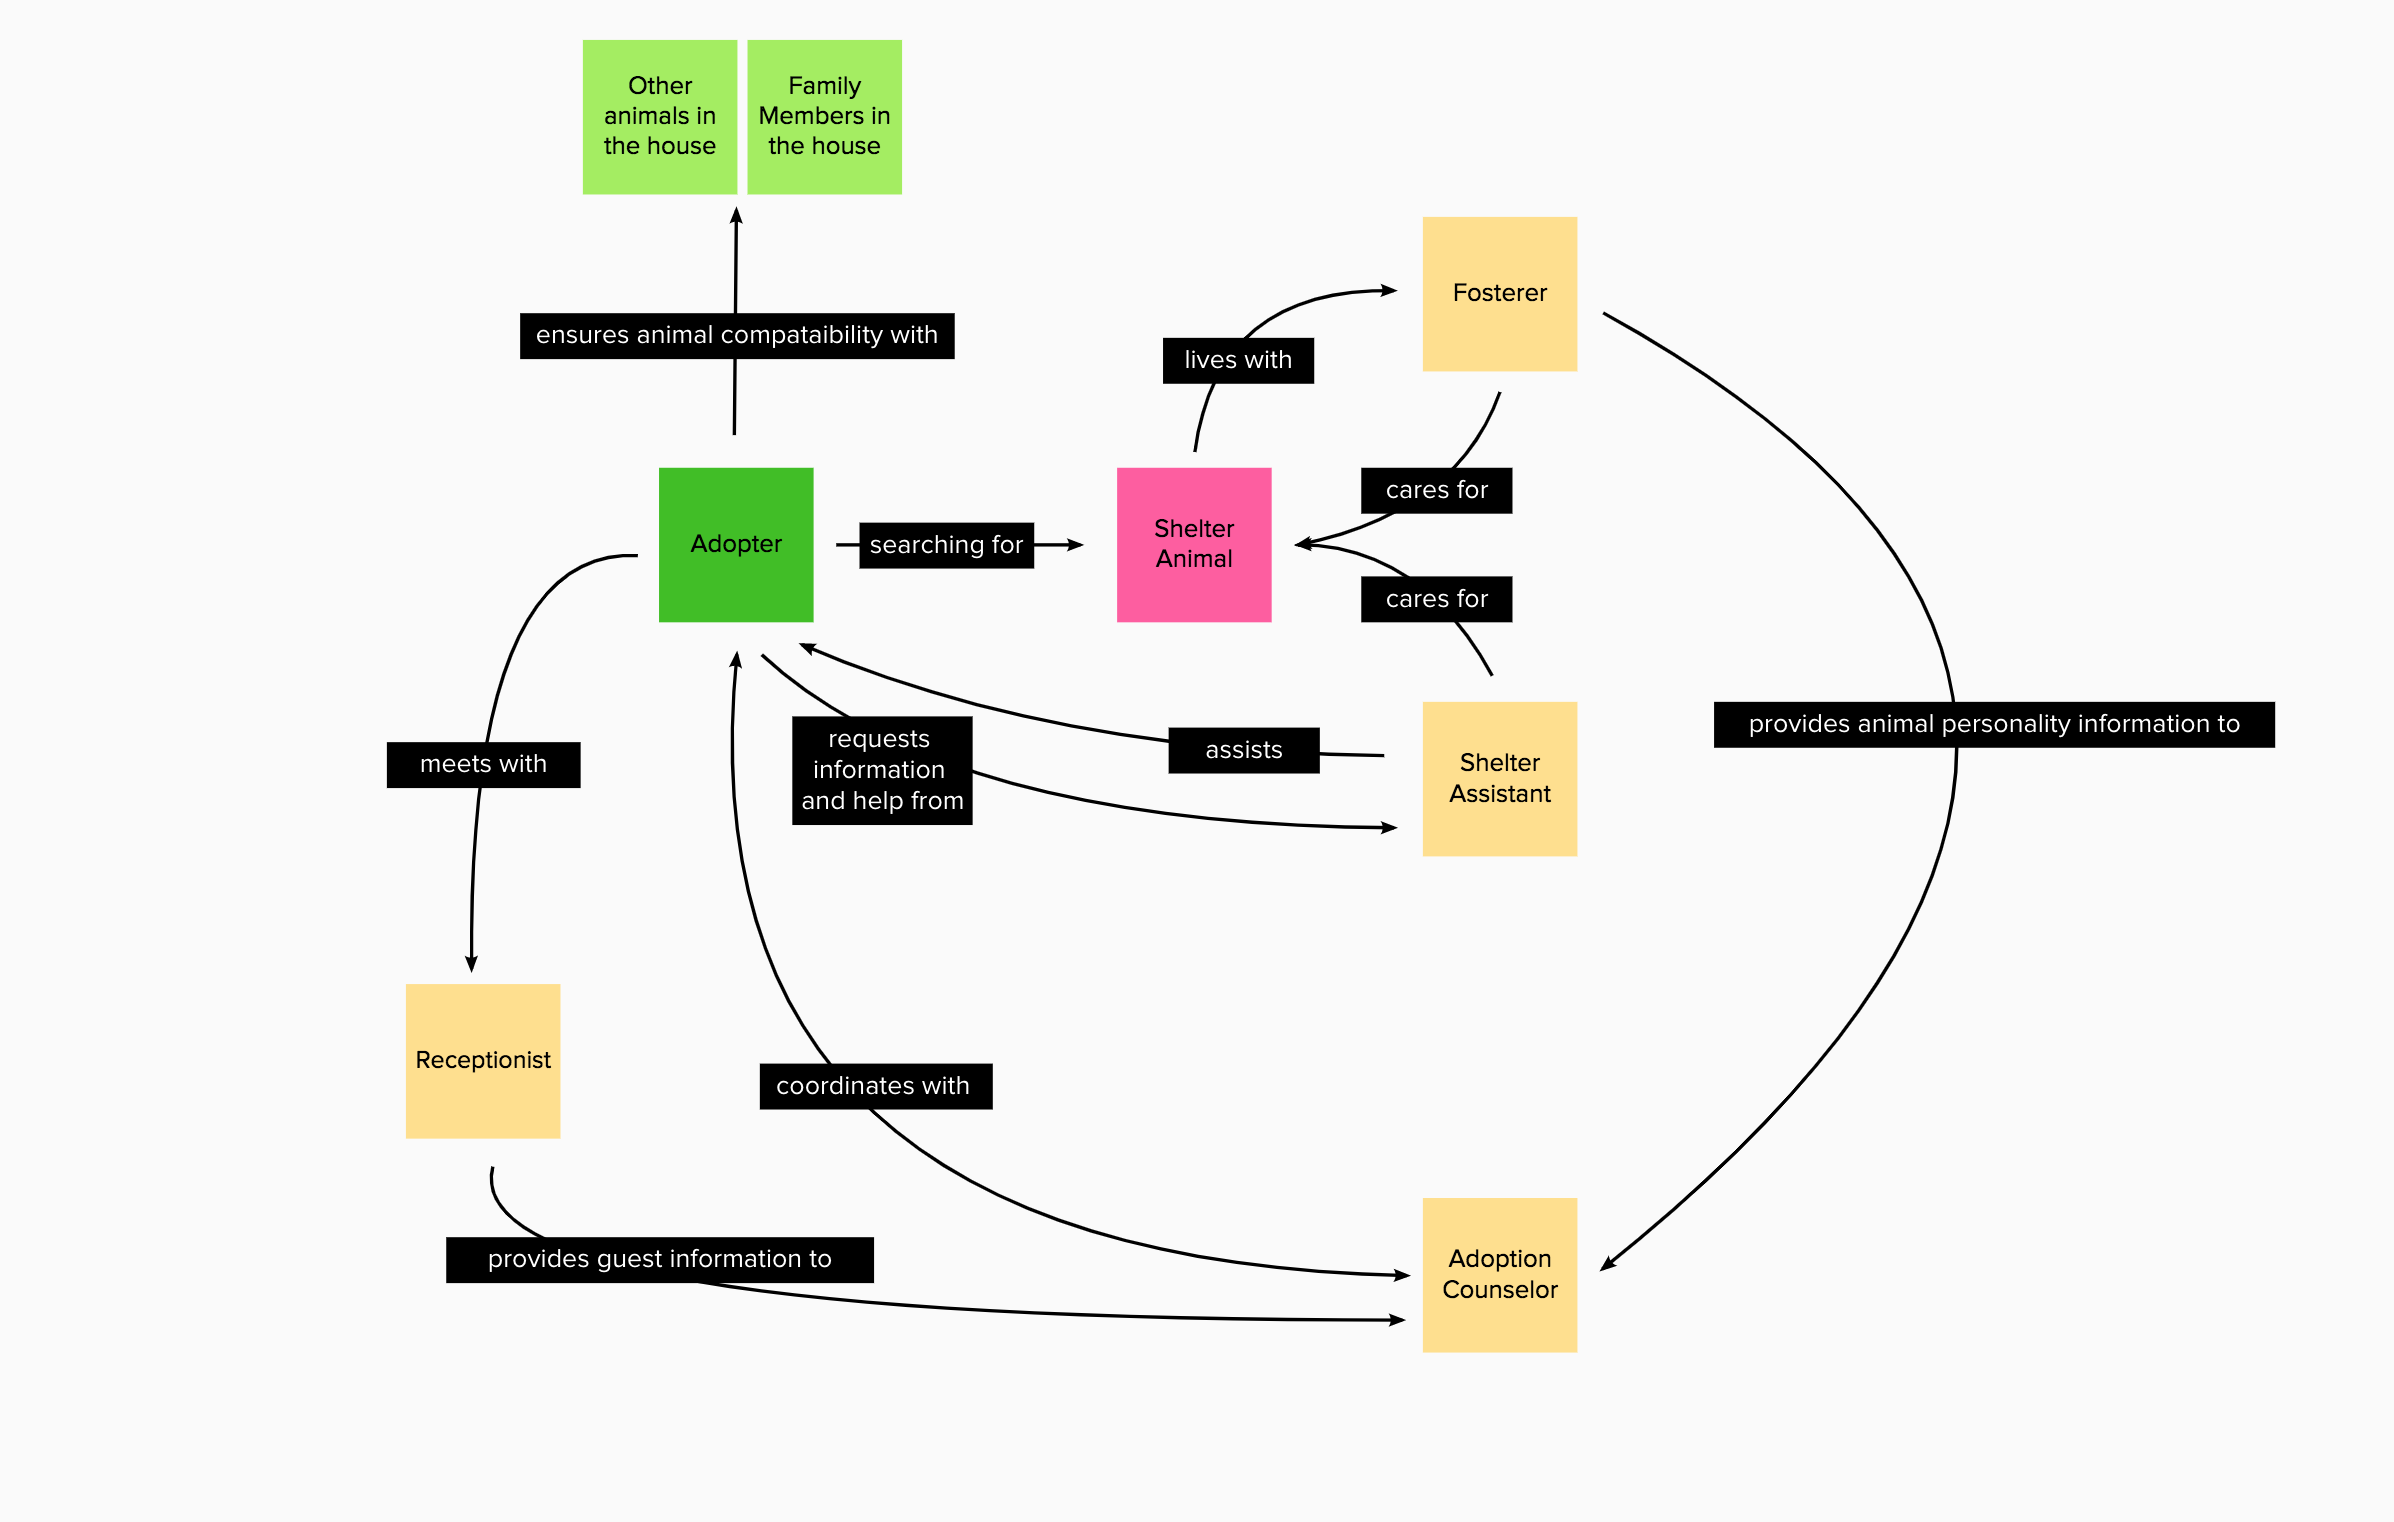 Other
animals in
the house
Family
Members in
the house
ensures animal compataibility with
Fosterer
lives with
cares for
Adopter
searching for
Shelter
Animal
cares for
meets with
requests
information
and help from
assists
Shelter
Assistant
provides animal personality information to
Receptionist
coordinates with
provides guest information to
Adoption
Counselor